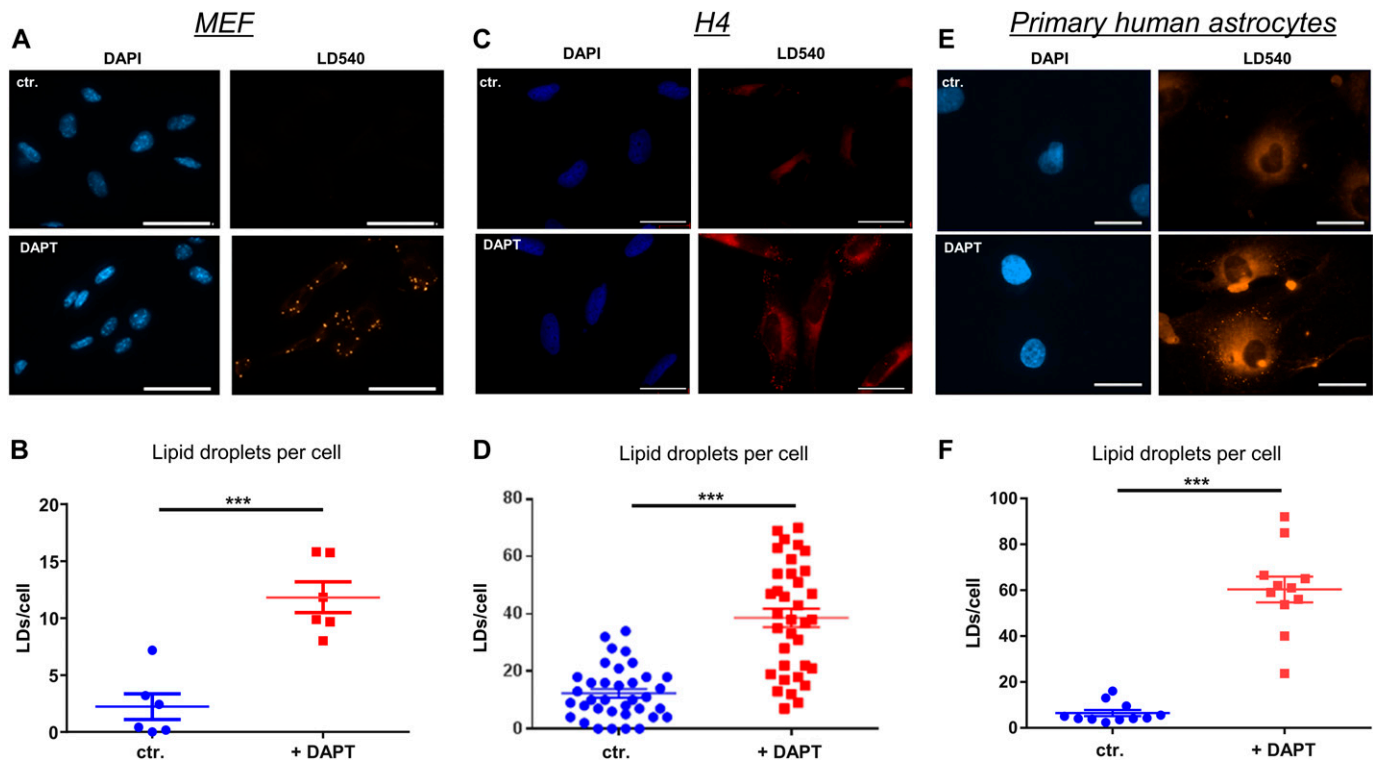 MEF
H4
Primary human astrocytes
A
DAPI
LD540
ctr.
DAPT
C
DAPI
LD540
ctr.
DAPT
E
DAPI
LD540
ctr.
DAPT
B
Lipid droplets per cell
***
LDs/cell
20
15
10
5
0
ctr.
+ DAPT
D
Lipid droplets per cell
***
LDs/cell
80
60
40
20
0
ctr.
+ DAPT
F
Lipid droplets per cell
***
LDs/cell
100
80
60
40
20
0
ctr.
+ DAPT